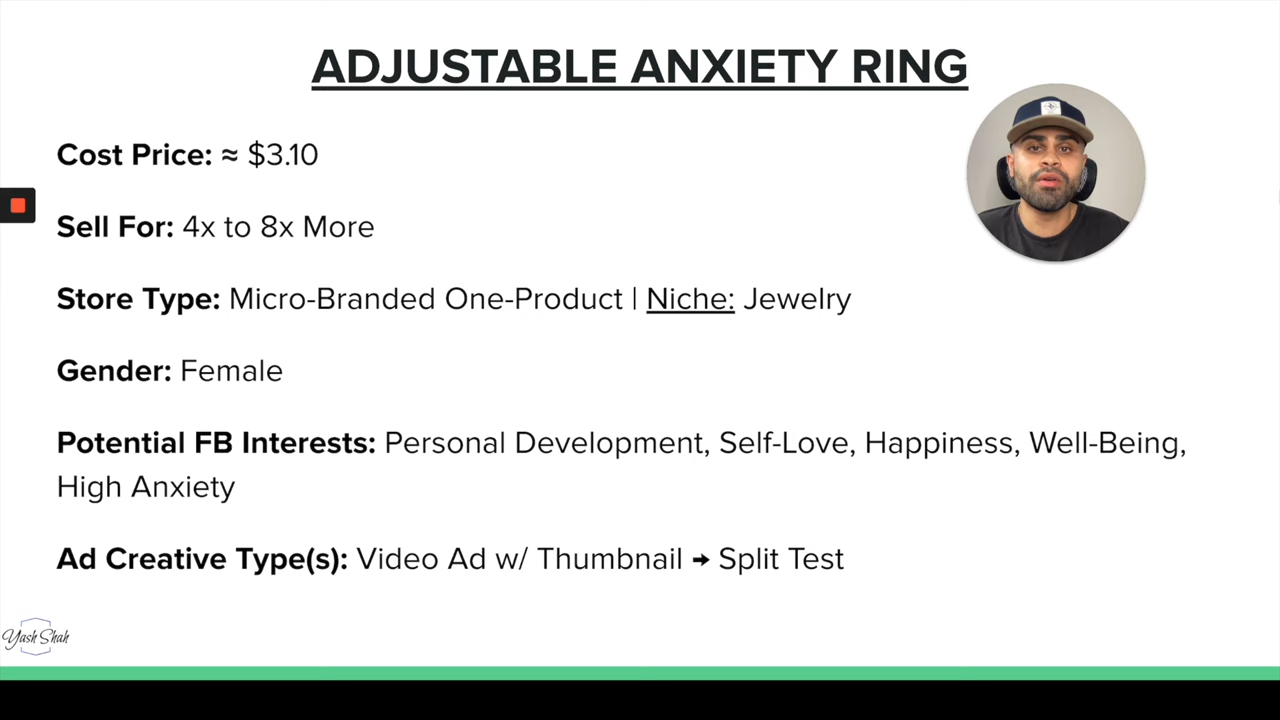 ADJUSTABLE ANXIETY RING
Cost Price: ≈ $3.10
Sell For: 4x to 8x More
Store Type: Micro-Branded One-Product | Niche: Jewelry
Gender: Female
Potential FB Interests: Personal Development, Self-Love, Happiness, Well-Being,
High Anxiety
Ad Creative Type(s): Video Ad w/ Thumbnail → Split Test
Yash Shah